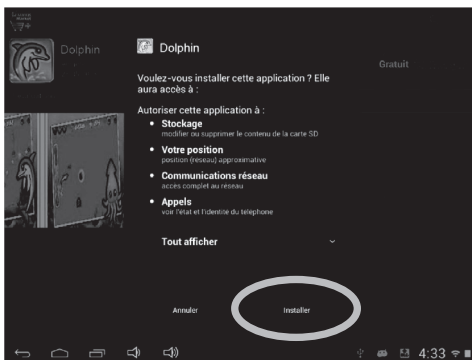 Dolphin
Dolphin
Gratuit
Voulez-vous installer cette application ? Elle
aura accès à :
Autoriser cette application à :
• Stockage
modifier ou supprimer le contenu de la carte SD
• Votre position
position (réseau) approximative
• Communications réseau
accès complet au réseau
• Appels
voir l'état et l'identité du téléphone
Tout afficher
Annuler
Installer
4:33